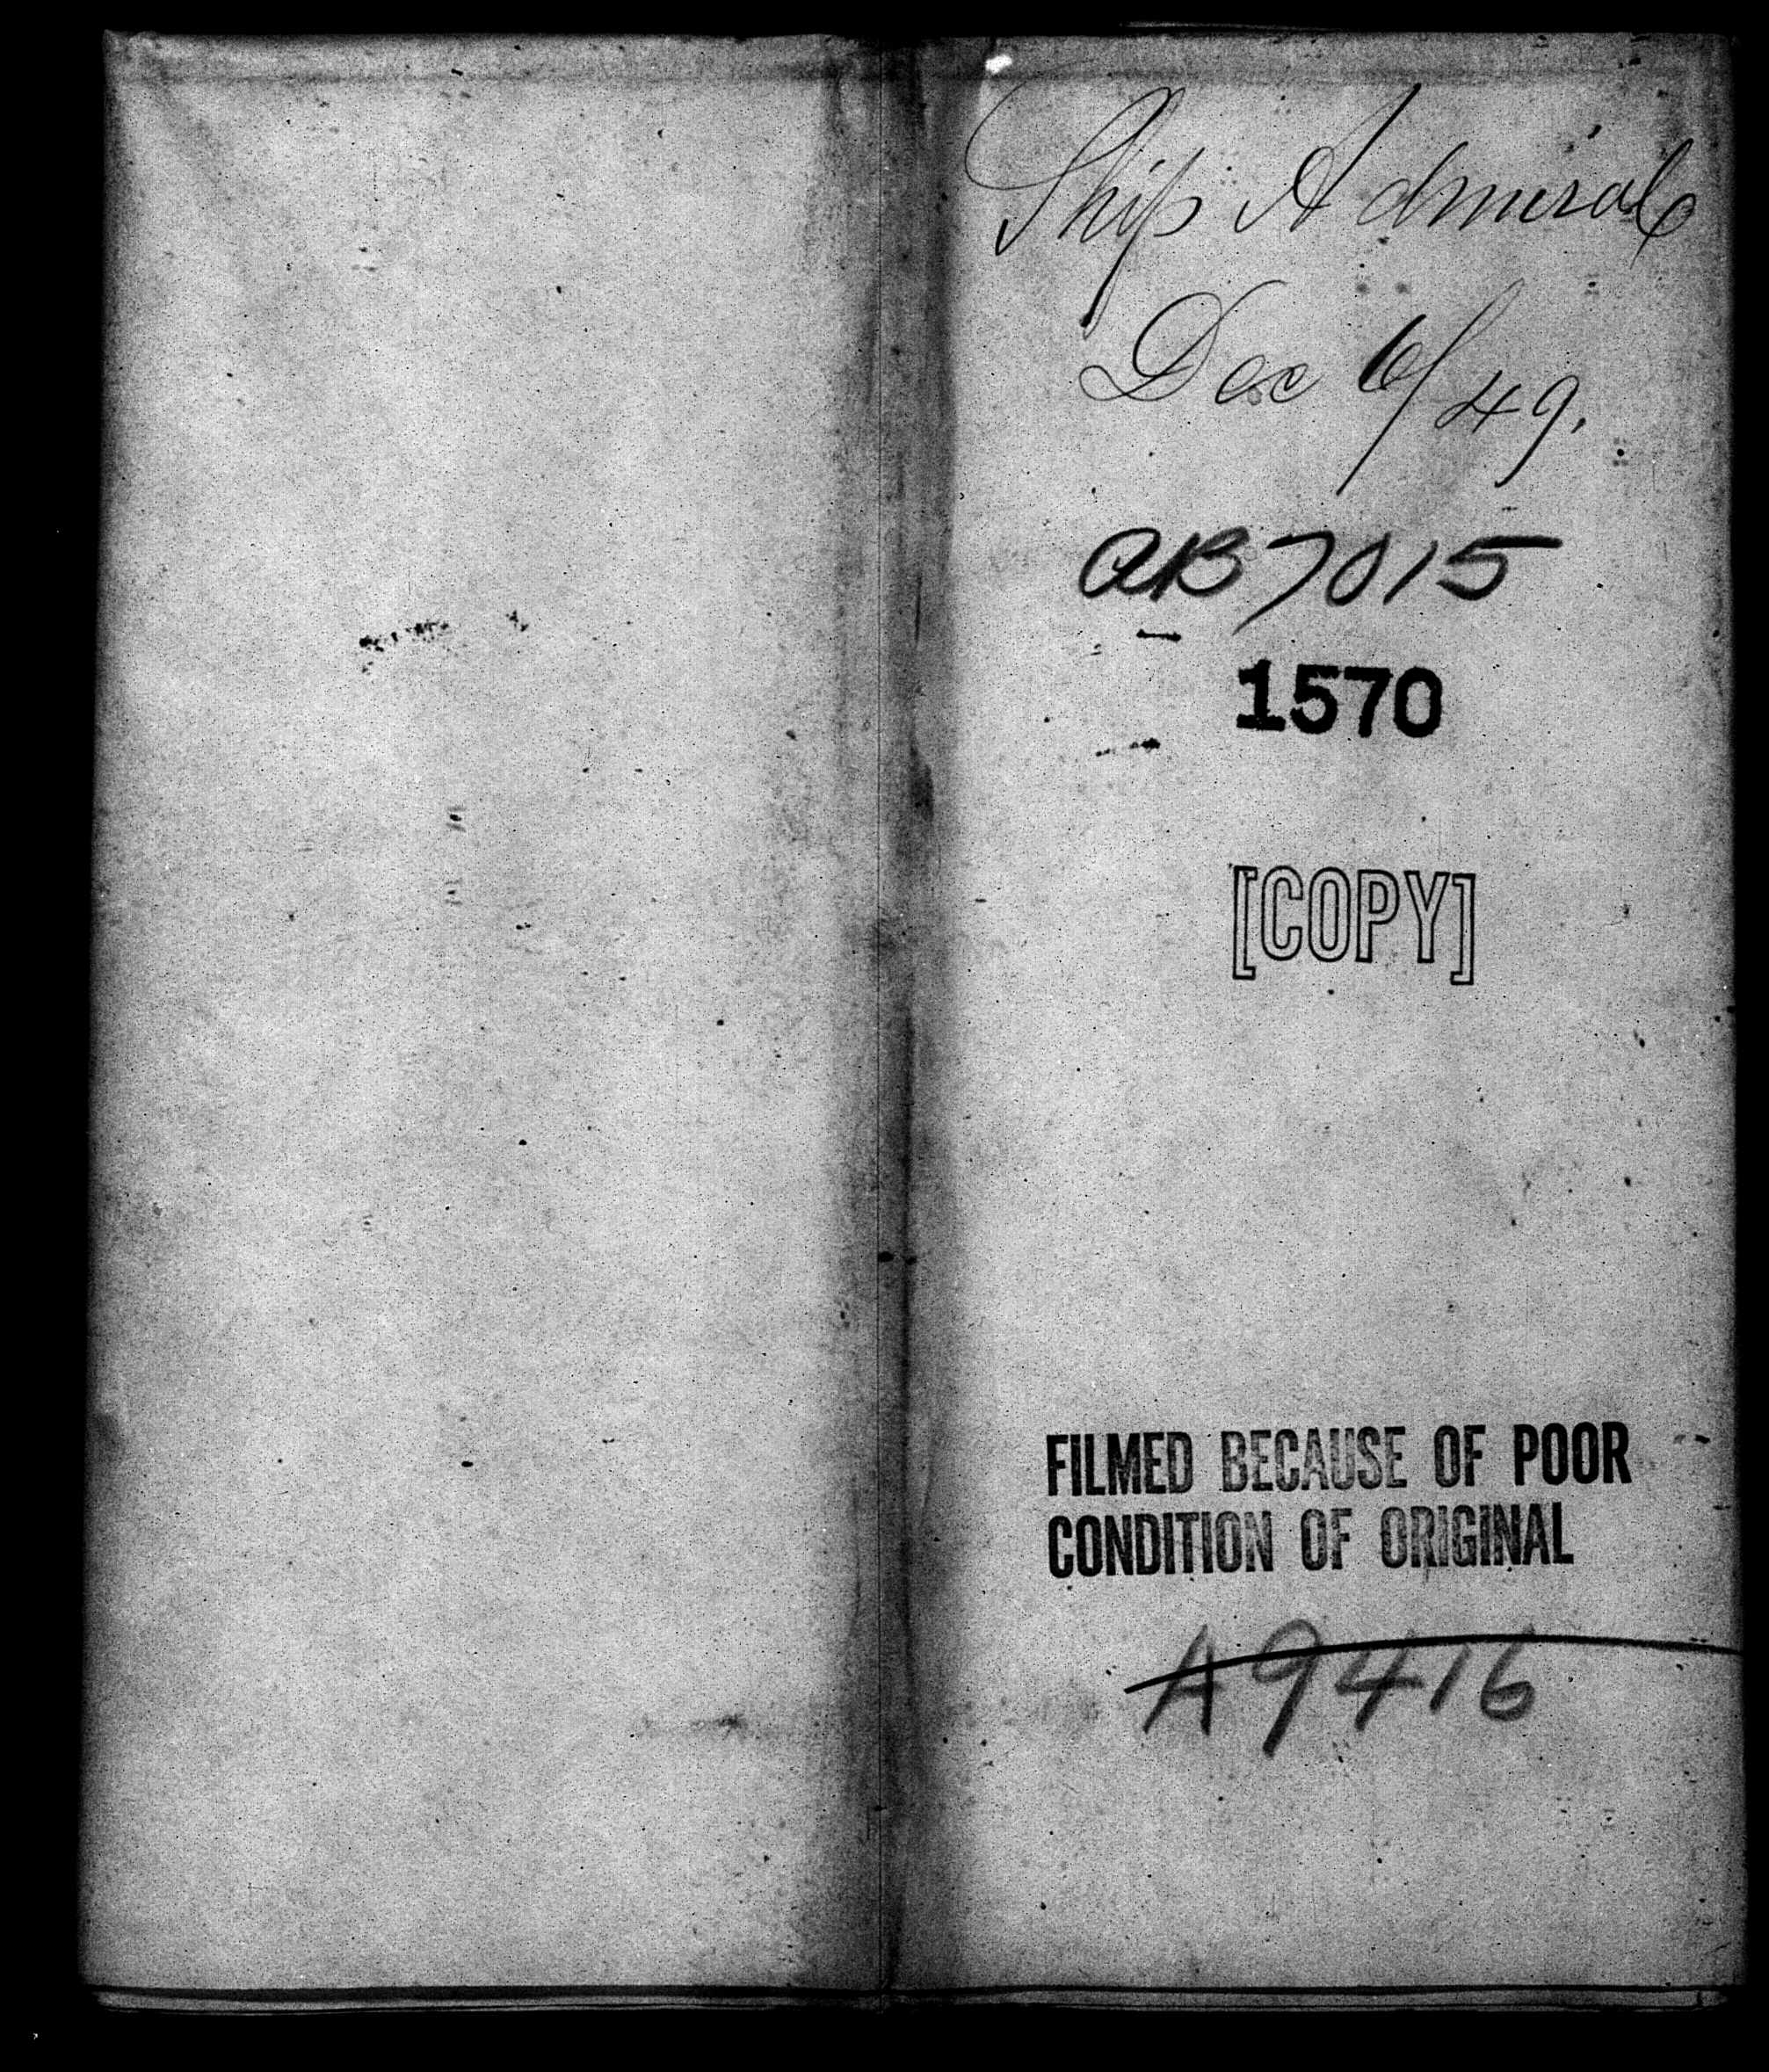 Ship Admiral
Dec 6/49.
AB7015
1570
[COPY]
FILMED BECAUSE OF POOR
CONDITION OF ORIGINAL
A9416